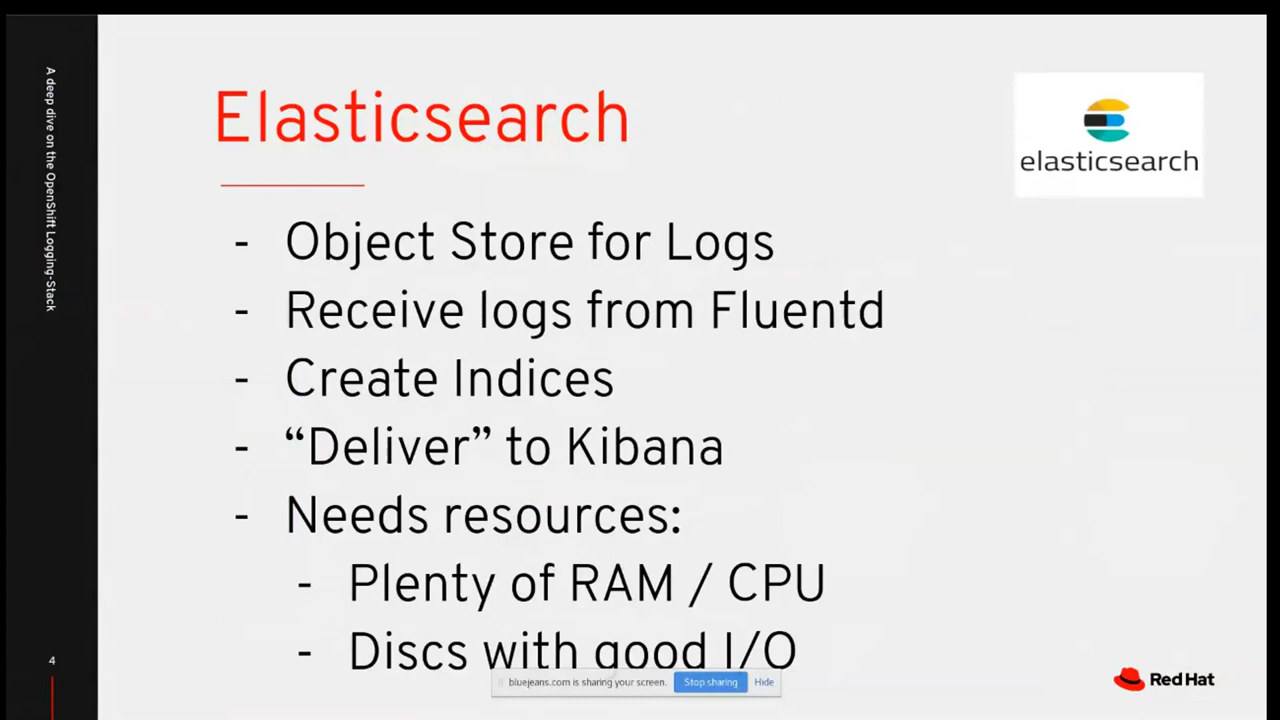 A deep dive on the OpenShift Logging-Stack
Elasticsearch
elasticsearch
- Object Store for Logs
- Receive logs from Fluentd
- Create Indices
- “Deliver” to Kibana
- Needs resources:
- Plenty of RAM / CPU
- Discs with good I/O
bluejeans.com is sharing your screen. Stop sharing Hide
4
Red Hat